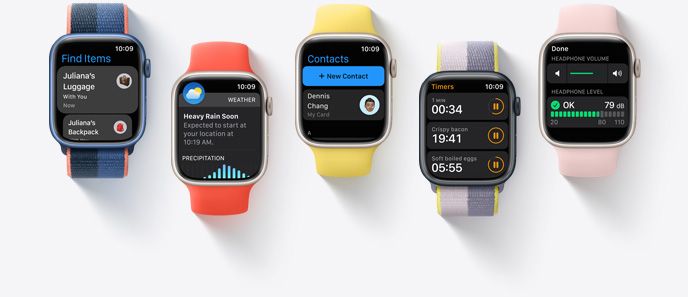 10:09
Find Items
Juliana's
Luggage
With You
Now
Juliana's
Backpack
With You
10:09
WEATHER
Heavy Rain Soon
Expected to start at
your location at
10:19 AM.
PRECIPITATION
10:09
Contacts
+ New Contact
Dennis
Chang
My Card
A
Timers 10:09
1 MIN
00:34
Crispy bacon
19:41
Soft boiled eggs
05:55
Done 10:09
HEADPHONE VOLUME
HEADPHONE LEVEL
OK 79 dB
20 80 110